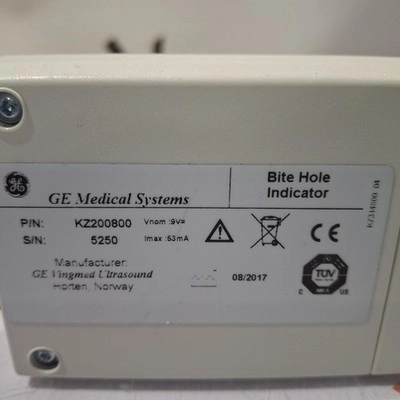 GE Medical Systems
Bite Hole
Indicator
P/N: KZ200800 Vnom :9V=
S/N: 5250 Imax :53mA
CE
Manufacturer:
GE Vingmed Ultrasound
Horten, Norway
08/2017
TÜV
C US